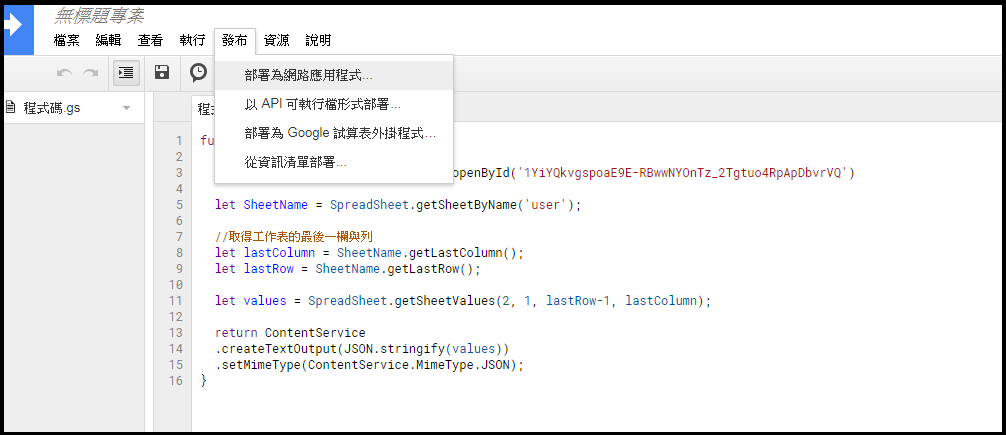 無標題專案
檔案 編輯 查看 執行 發布 資源 說明
部署為網路應用程式...
以 API 可執行檔形式部署...
部署為 Google 試算表外掛程式...
從資訊清單部署...
程式碼.gs
程式
1 fu
2
3 openById('1YiYQkvgspoaE9E-RBwwNYOnTz_2Tgtuo4RpApDbvrVQ')
4
5 let SheetName = SpreadSheet.getSheetByName('user');
6
7 //取得工作表的最後一欄與列
8 let lastColumn = SheetName.getLastColumn();
9 let lastRow = SheetName.getLastRow();
10
11 let values = SpreadSheet.getSheetValues(2, 1, lastRow-1, lastColumn);
12
13 return ContentService
14 .createTextOutput(JSON.stringify(values))
15 .setMimeType(ContentService.MimeType.JSON);
16 }